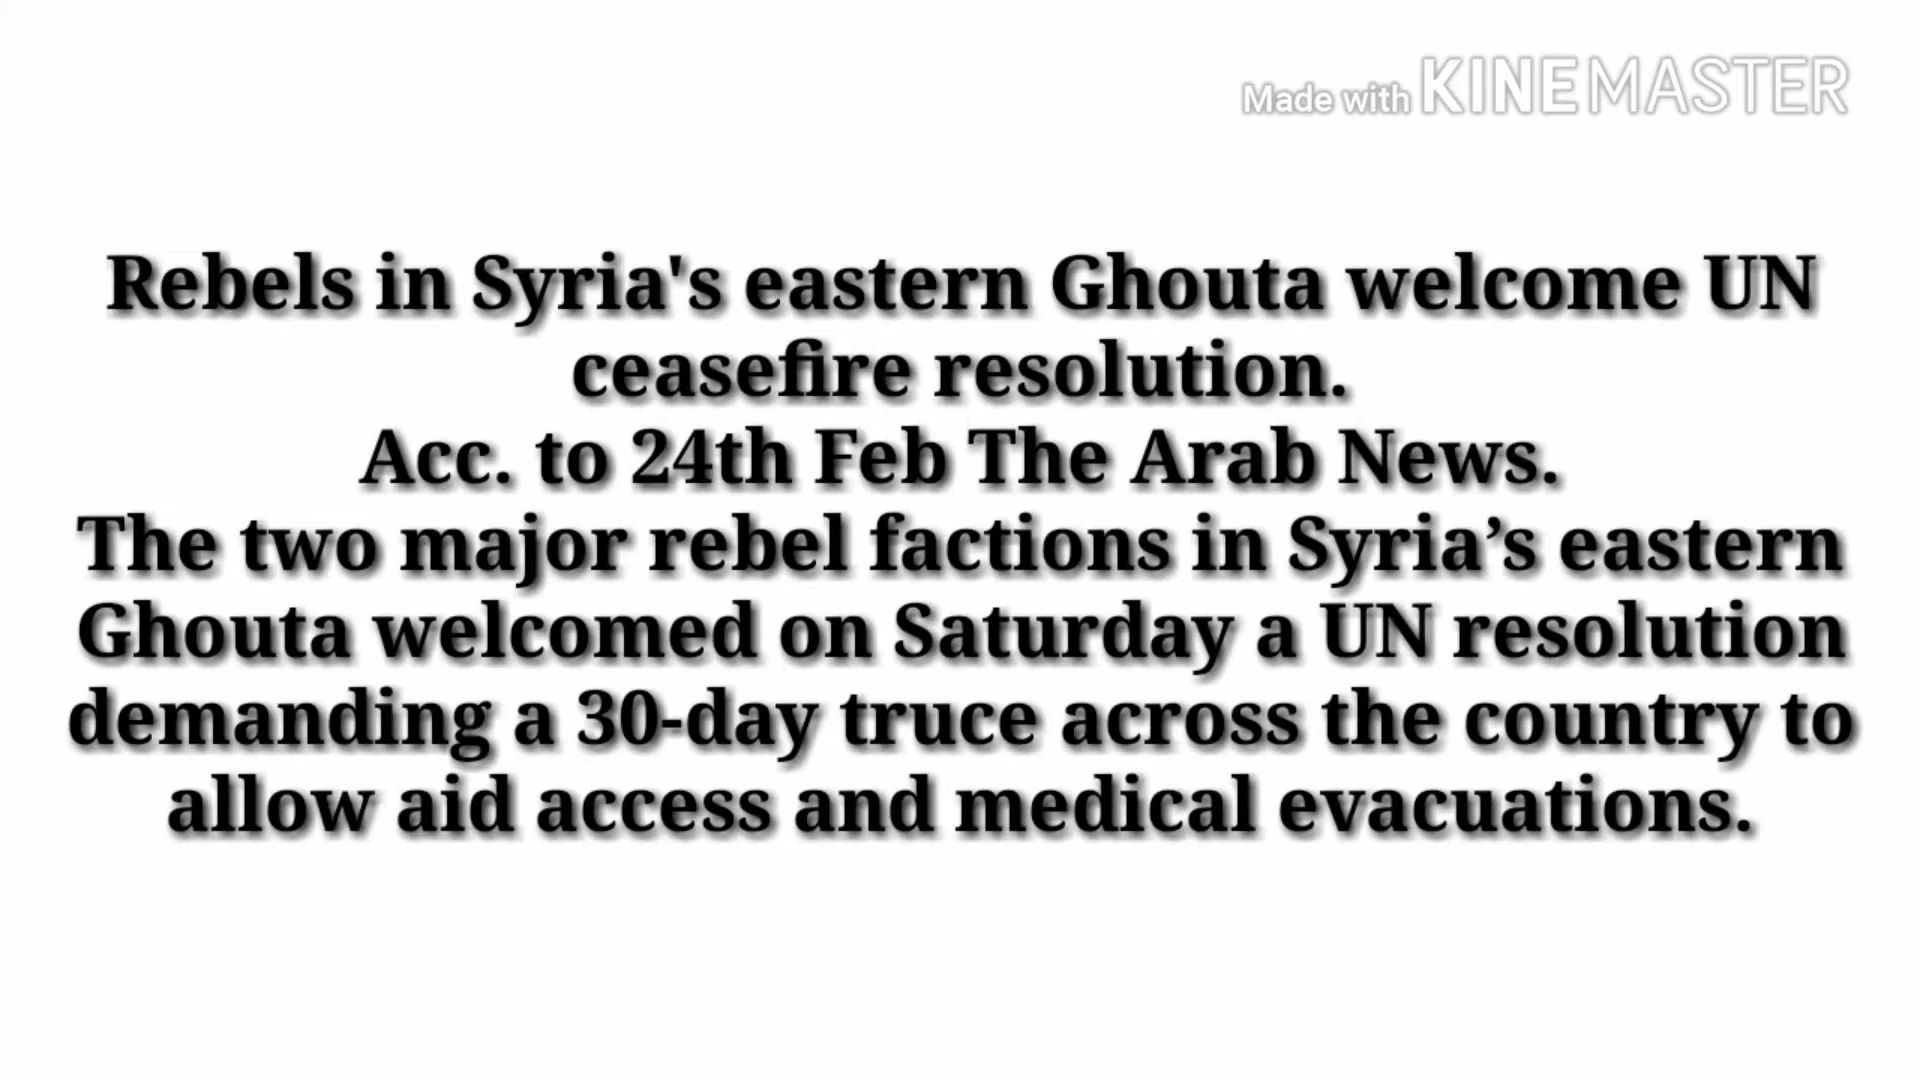 Made with KINEMASTER
Rebels in Syria's eastern Ghouta welcome UN
ceasefire resolution.
Acc. to 24th Feb The Arab News.
The two major rebel factions in Syria’s eastern
Ghouta welcomed on Saturday a UN resolution
demanding a 30-day truce across the country to
allow aid access and medical evacuations.